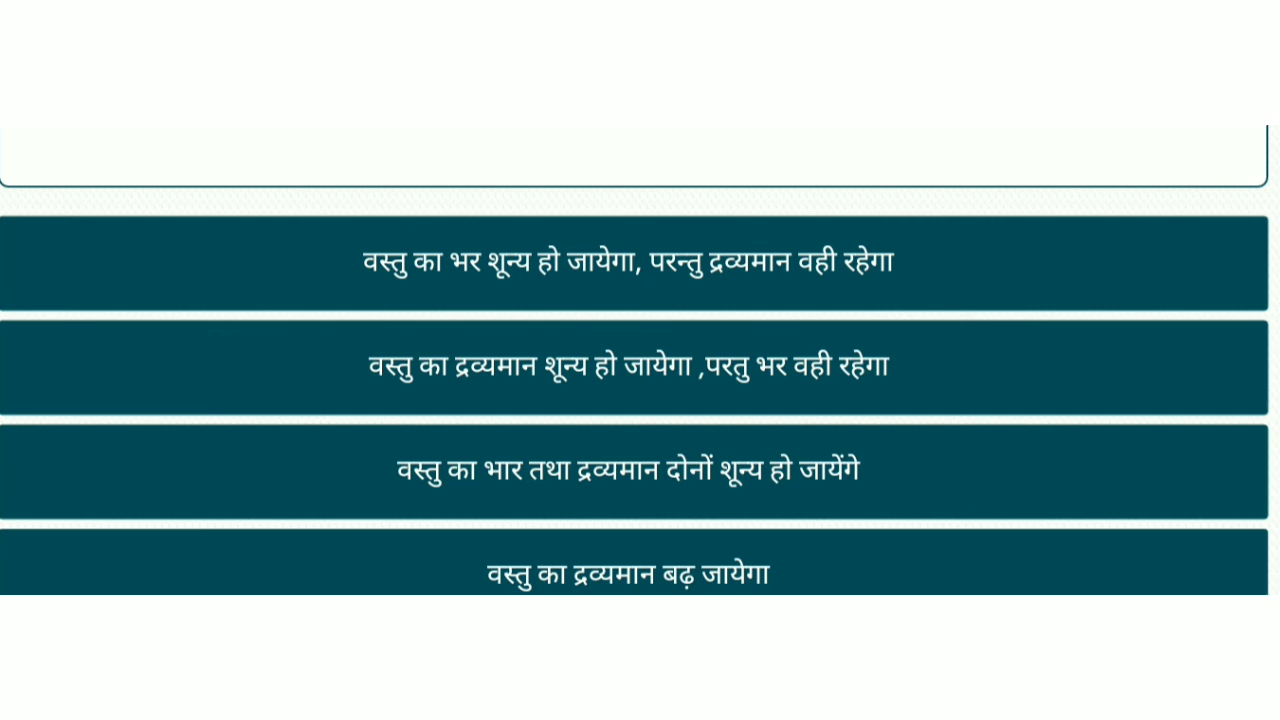 वस्तु का भर शून्य हो जायेगा, परन्तु द्रव्यमान वही रहेगा
वस्तु का द्रव्यमान शून्य हो जायेगा ,परतु भर वही रहेगा
वस्तु का भार तथा द्रव्यमान दोनों शून्य हो जायेंगे
वस्तु का द्रव्यमान बढ़ जायेगा